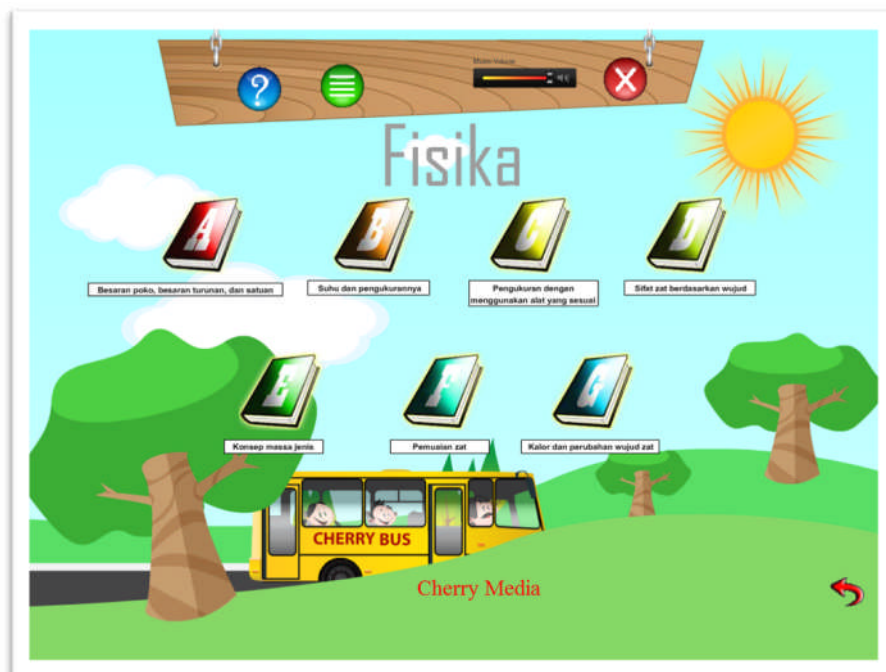 ?
Fisika
A
B
C
D
Besaran poko, besaran turunan, dan satuan
Suhu dan pengukurannya
Pengukuran dengan
menggunakan alat yang sesuai
Sifat zat berdasarkan wujud
E
F
G
Konsep massa jenis
Pemuaian zat
Kalor dan perubahan wujud zat
CHERRY BUS
Cherry Media